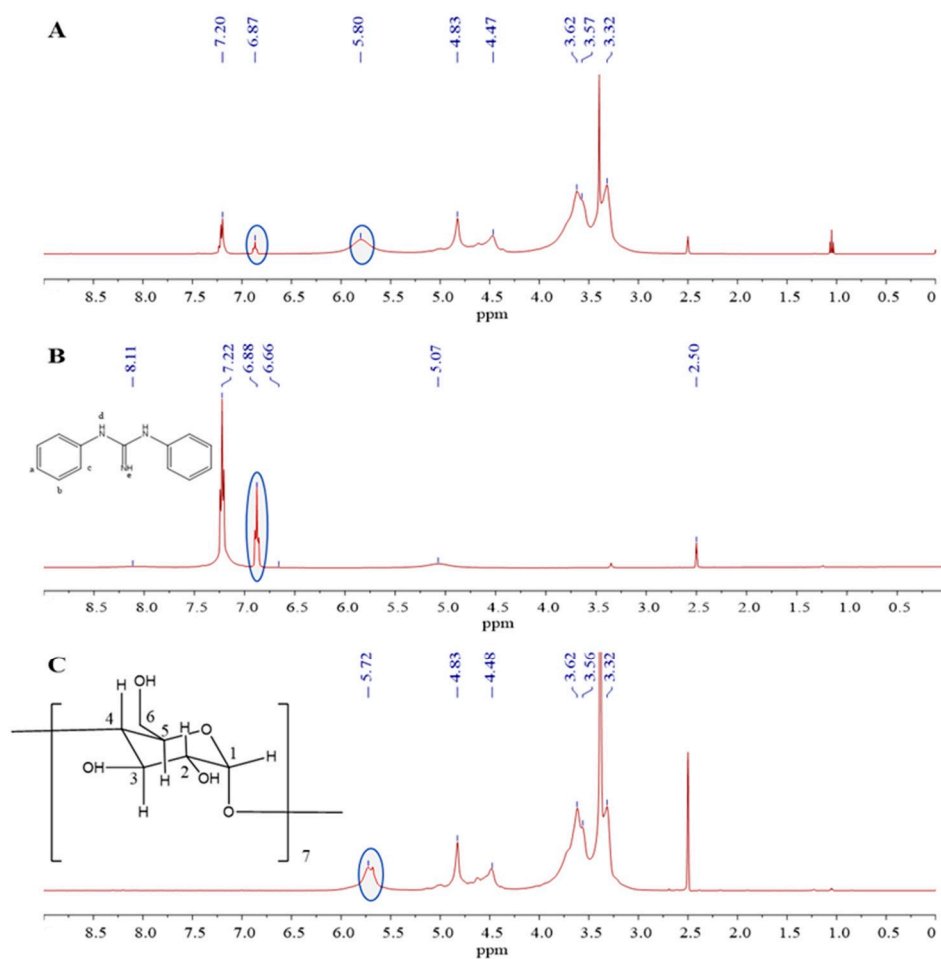 A
7.20
6.87
5.80
4.83
4.47
3.62
3.57
3.32
8.5 8.0 7.5 7.0 6.5 6.0 5.5 5.0 4.5 4.0 3.5 3.0 2.5 2.0 1.5 1.0 0.5 0
ppm
B
8.11
7.22
6.88
6.66
5.07
2.50
d
H
N
H
N
a
c
NH
e
b
8.5 8.0 7.5 7.0 6.5 6.0 5.5 5.0 4.5 4.0 3.5 3.0 2.5 2.0 1.5 1.0 0.5
ppm
C
5.72
4.83
4.48
3.62
3.56
3.32
OH
H
6
4
H
O
5
1
OH
2
H
3
H
OH
H
O
7
8.5 8.0 7.5 7.0 6.5 6.0 5.5 5.0 4.5 4.0 3.5 3.0 2.5 2.0 1.5 1.0 0.5 0
ppm